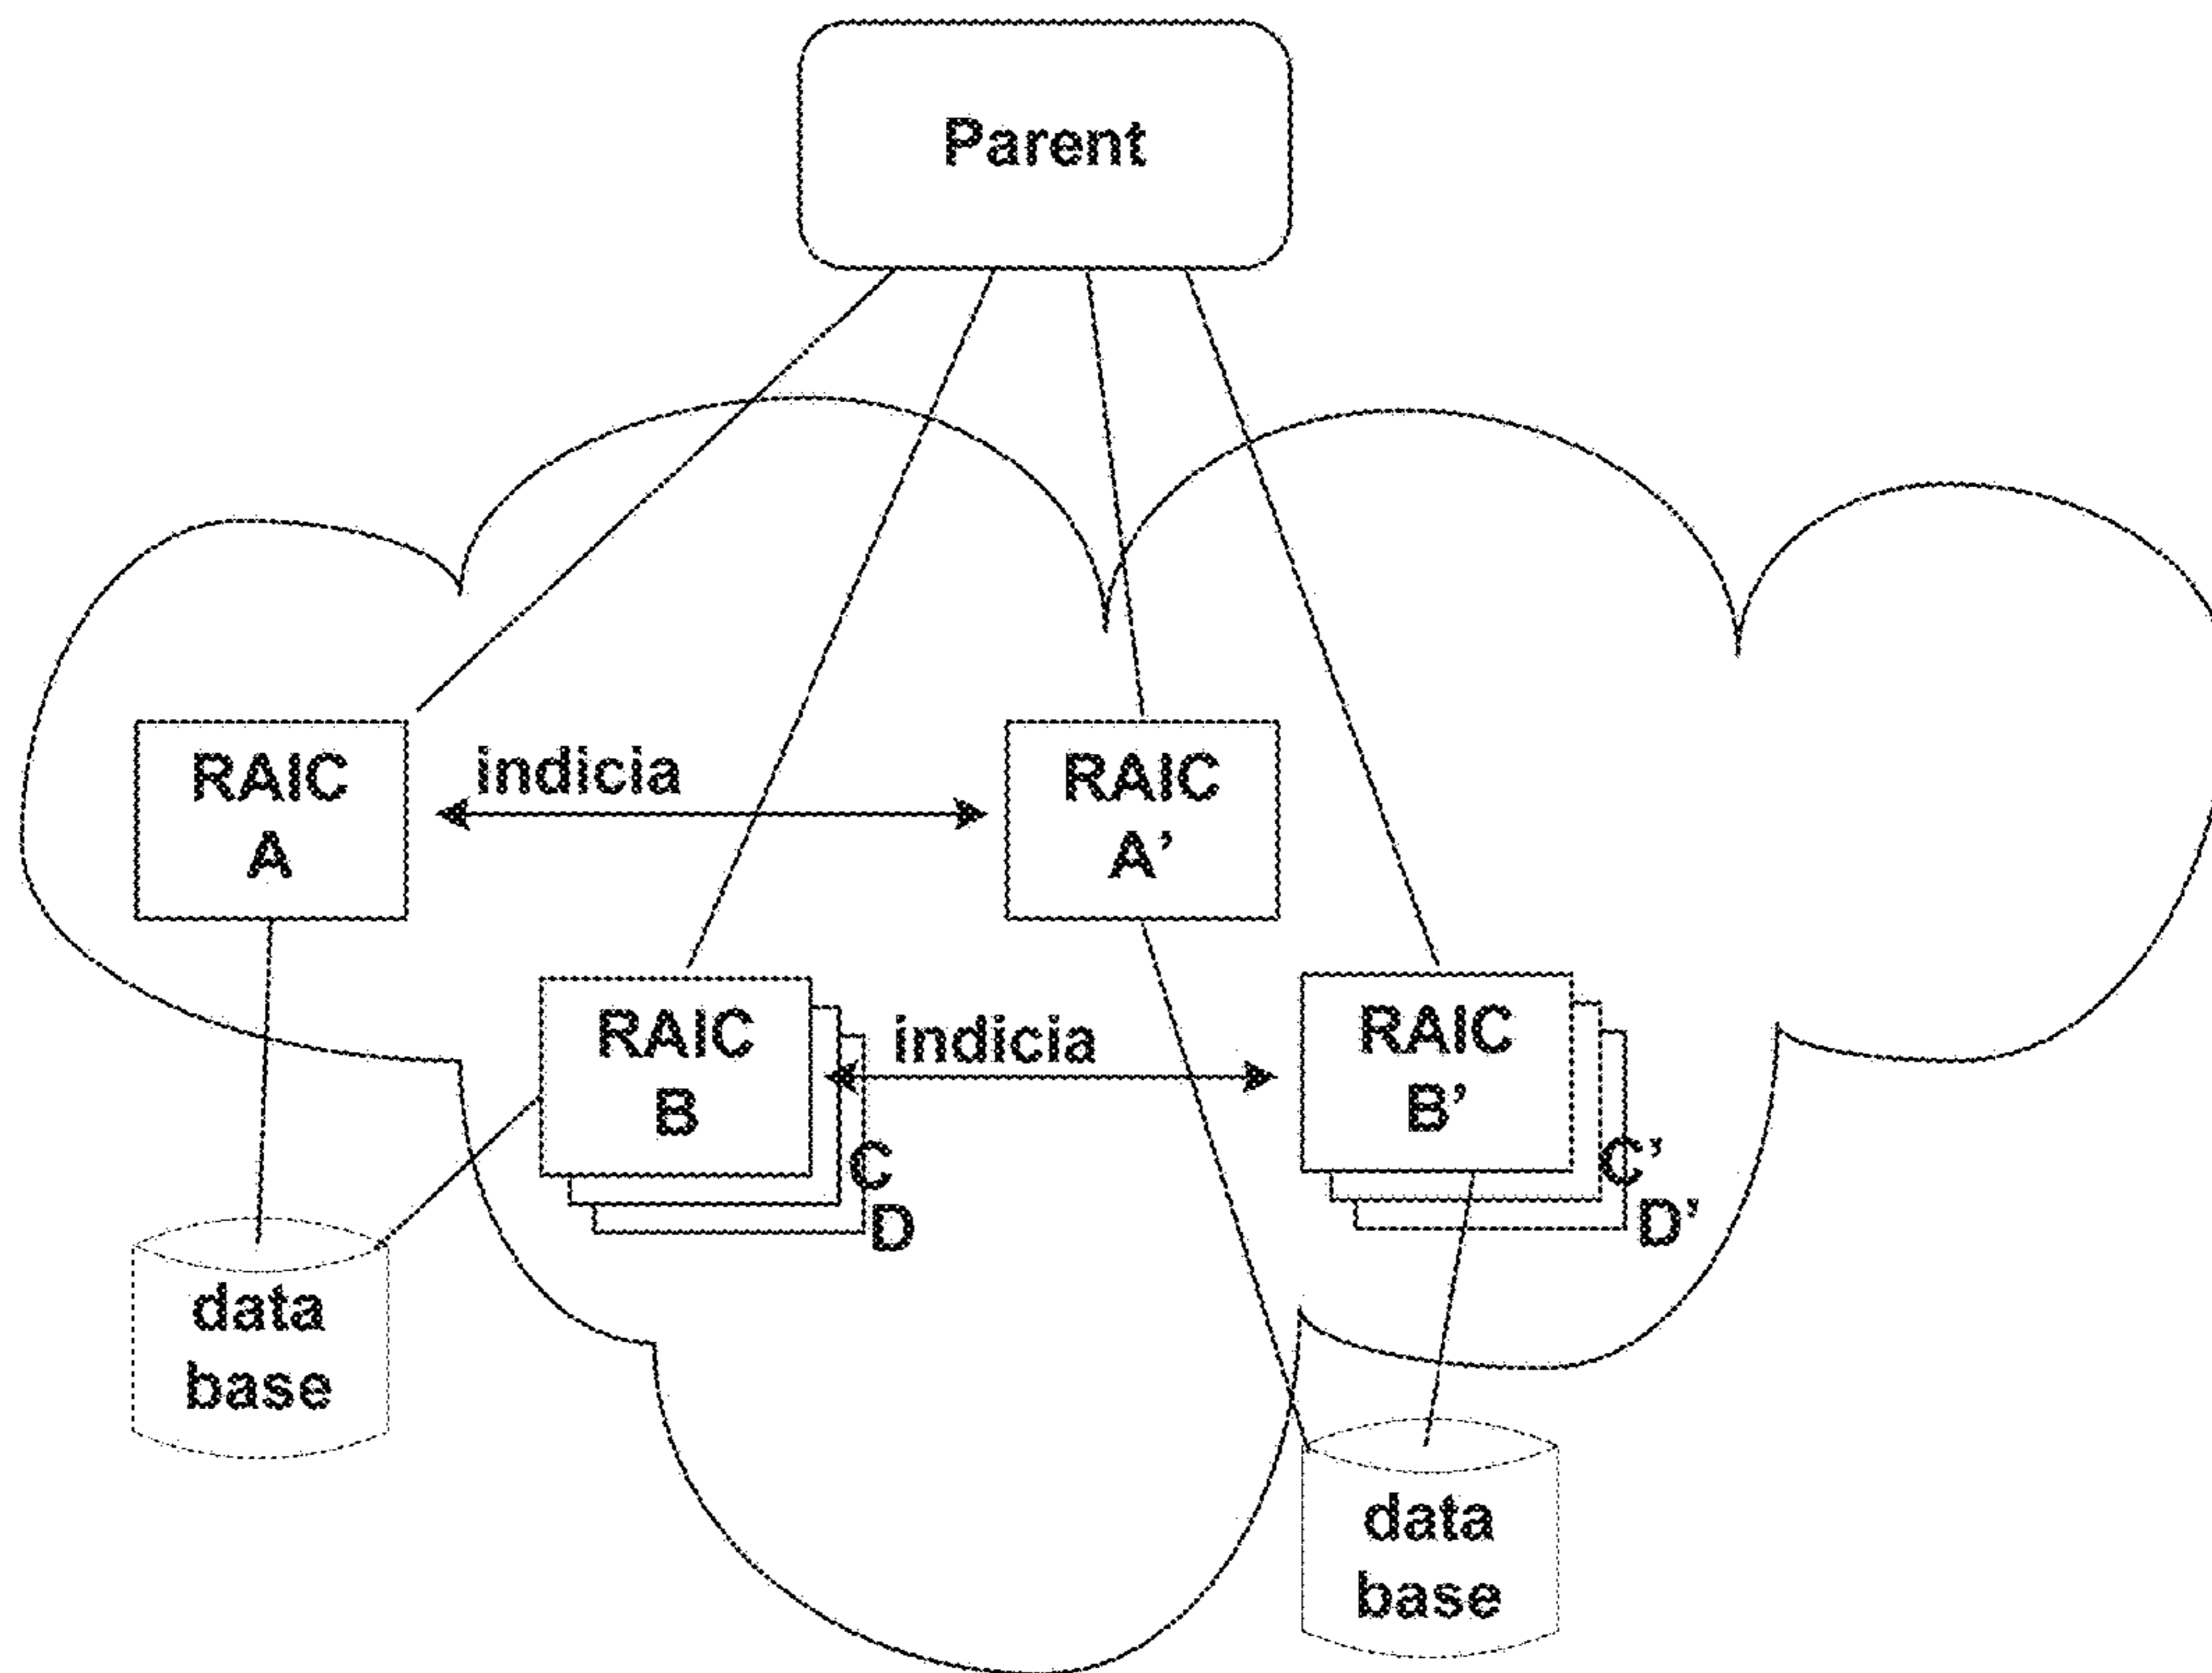 Parent
RAIC
A
indicia
RAIC
A’
RAIC
B
C
D
indicia
RAIC
B’
C’
D’
data
base
data
base